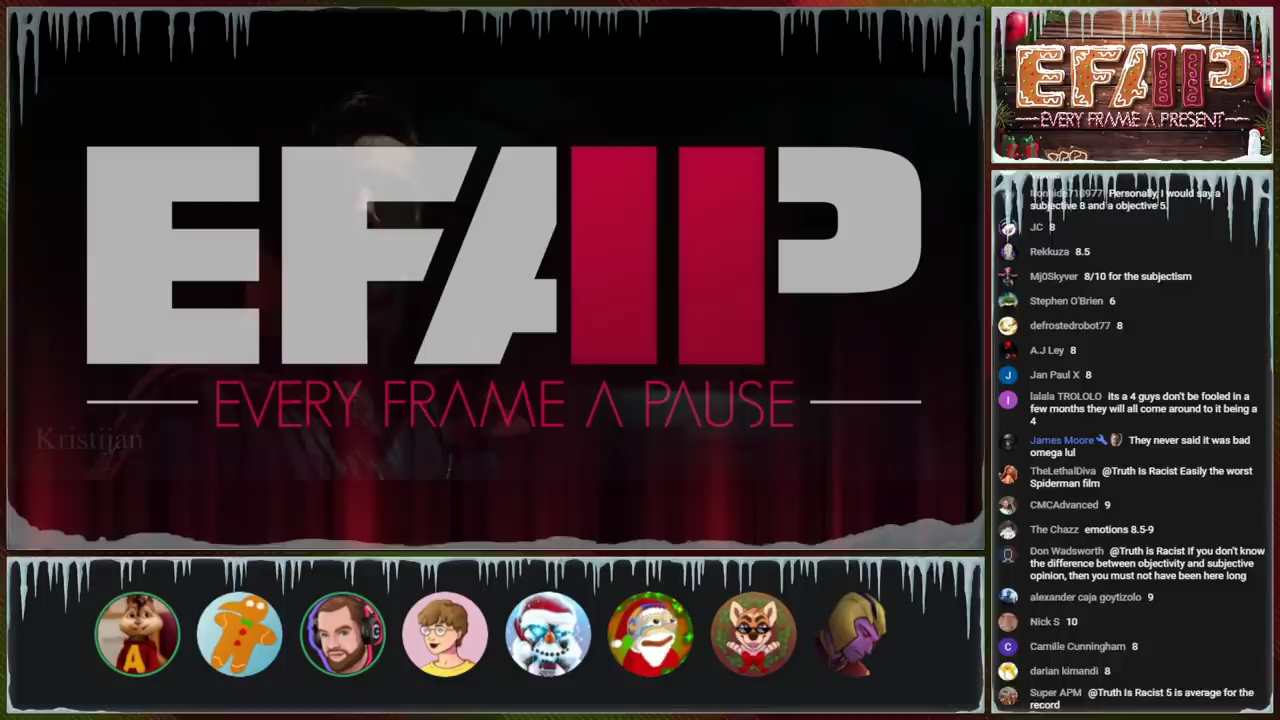 EFAP
EVERY FRAME A PAUSE
Kristijan
EFAP
EVERY FRAME A PRESENT
Personally, I would say a
subjective 8 and a objective 5.
JC 8
Rekkuza 8.5
Mj0Skyver 8/10 for the subjectism
Stephen O'Brien 6
defrostedrobot77 8
A.J Ley 8
J
Jan Paul X 8
l
lalala TROLOLO its a 4 guys don't be fooled in a
few months they will all come around to it being a
4
James Moore They never said it was bad
omega lul
TheLethalDiva @Truth Is Racist Easily the worst
Spiderman film
CMCAdvanced 9
The Chazz emotions 8.5-9
Don Wadsworth @Truth Is Racist If you don't know
the difference between objectivity and subjective
opinion, then you must not have been here long
alexander caja goytizolo 9
Nick S 10
C
Camille Cunningham 8
darian kimandi 8
Super APM @Truth Is Racist 5 is average for the
record
A